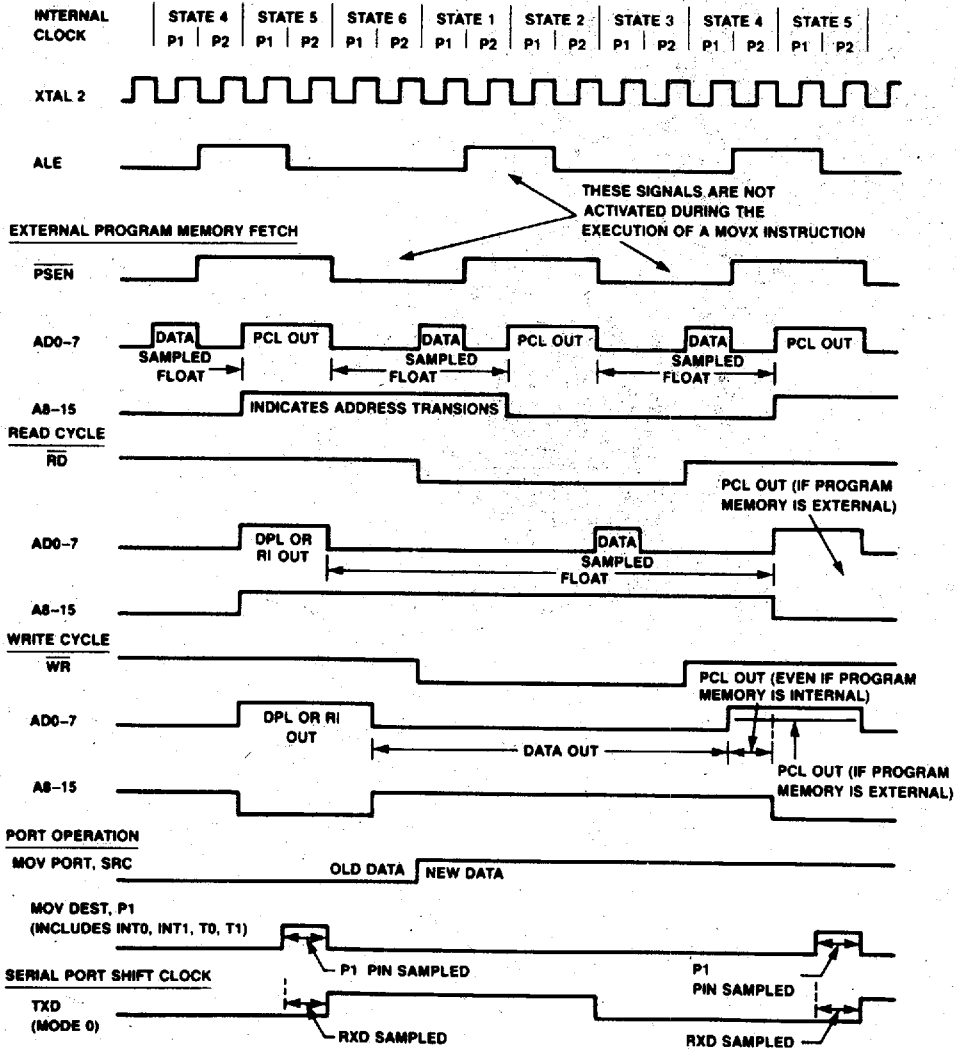 INTERNAL CLOCK
STATE 4 STATE 5 STATE 6 STATE 1 STATE 2 STATE 3 STATE 4 STATE 5
P1 P2 P1 P2 P1 P2 P1 P2 P1 P2 P1 P2 P1 P2 P1 P2
XTAL 2
ALE
THESE SIGNALS ARE NOT
ACTIVATED DURING THE
EXECUTION OF A MOVX INSTRUCTION
EXTERNAL PROGRAM MEMORY FETCH
PSEN
AD0–7
DATA PCL OUT DATA PCL OUT DATA PCL OUT
SAMPLED SAMPLED SAMPLED
FLOAT FLOAT FLOAT
A8–15
INDICATES ADDRESS TRANSIONS
READ CYCLE
RD
PCL OUT (IF PROGRAM
MEMORY IS EXTERNAL)
AD0–7
DPL OR
RI OUT
DATA
SAMPLED
FLOAT
A8–15
WRITE CYCLE
WR
PCL OUT (EVEN IF PROGRAM
MEMORY IS INTERNAL)
AD0–7
DPL OR RI
OUT
DATA OUT
PCL OUT (IF PROGRAM
MEMORY IS EXTERNAL)
A8–15
PORT OPERATION
MOV PORT, SRC
OLD DATA NEW DATA
MOV DEST, P1
(INCLUDES INT0, INT1, T0, T1)
P1 PIN SAMPLED
P1
PIN SAMPLED
SERIAL PORT SHIFT CLOCK
TXD
(MODE 0)
RXD SAMPLED
RXD SAMPLED